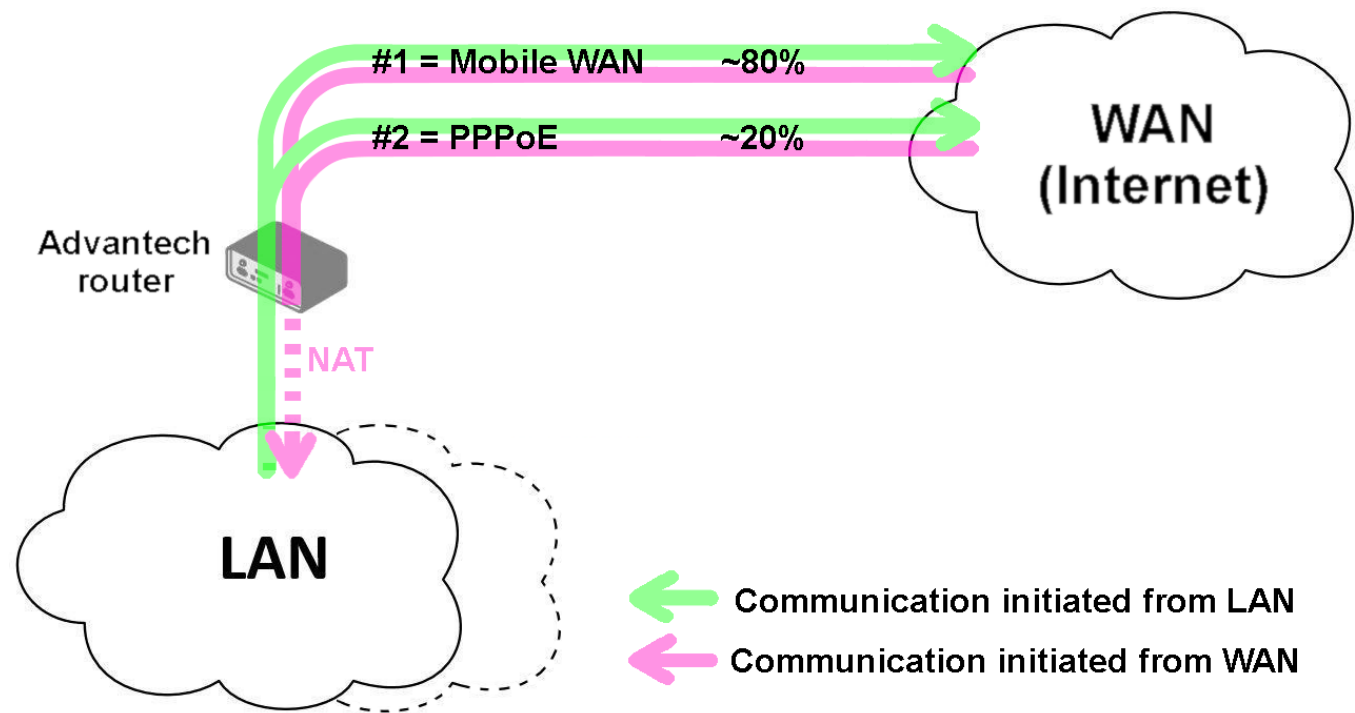 #1 = Mobile WAN ~80%
#2 = PPPoE ~20%
WAN
(Internet)
Advantech
router
NAT
LAN
Communication initiated from LAN
Communication initiated from WAN